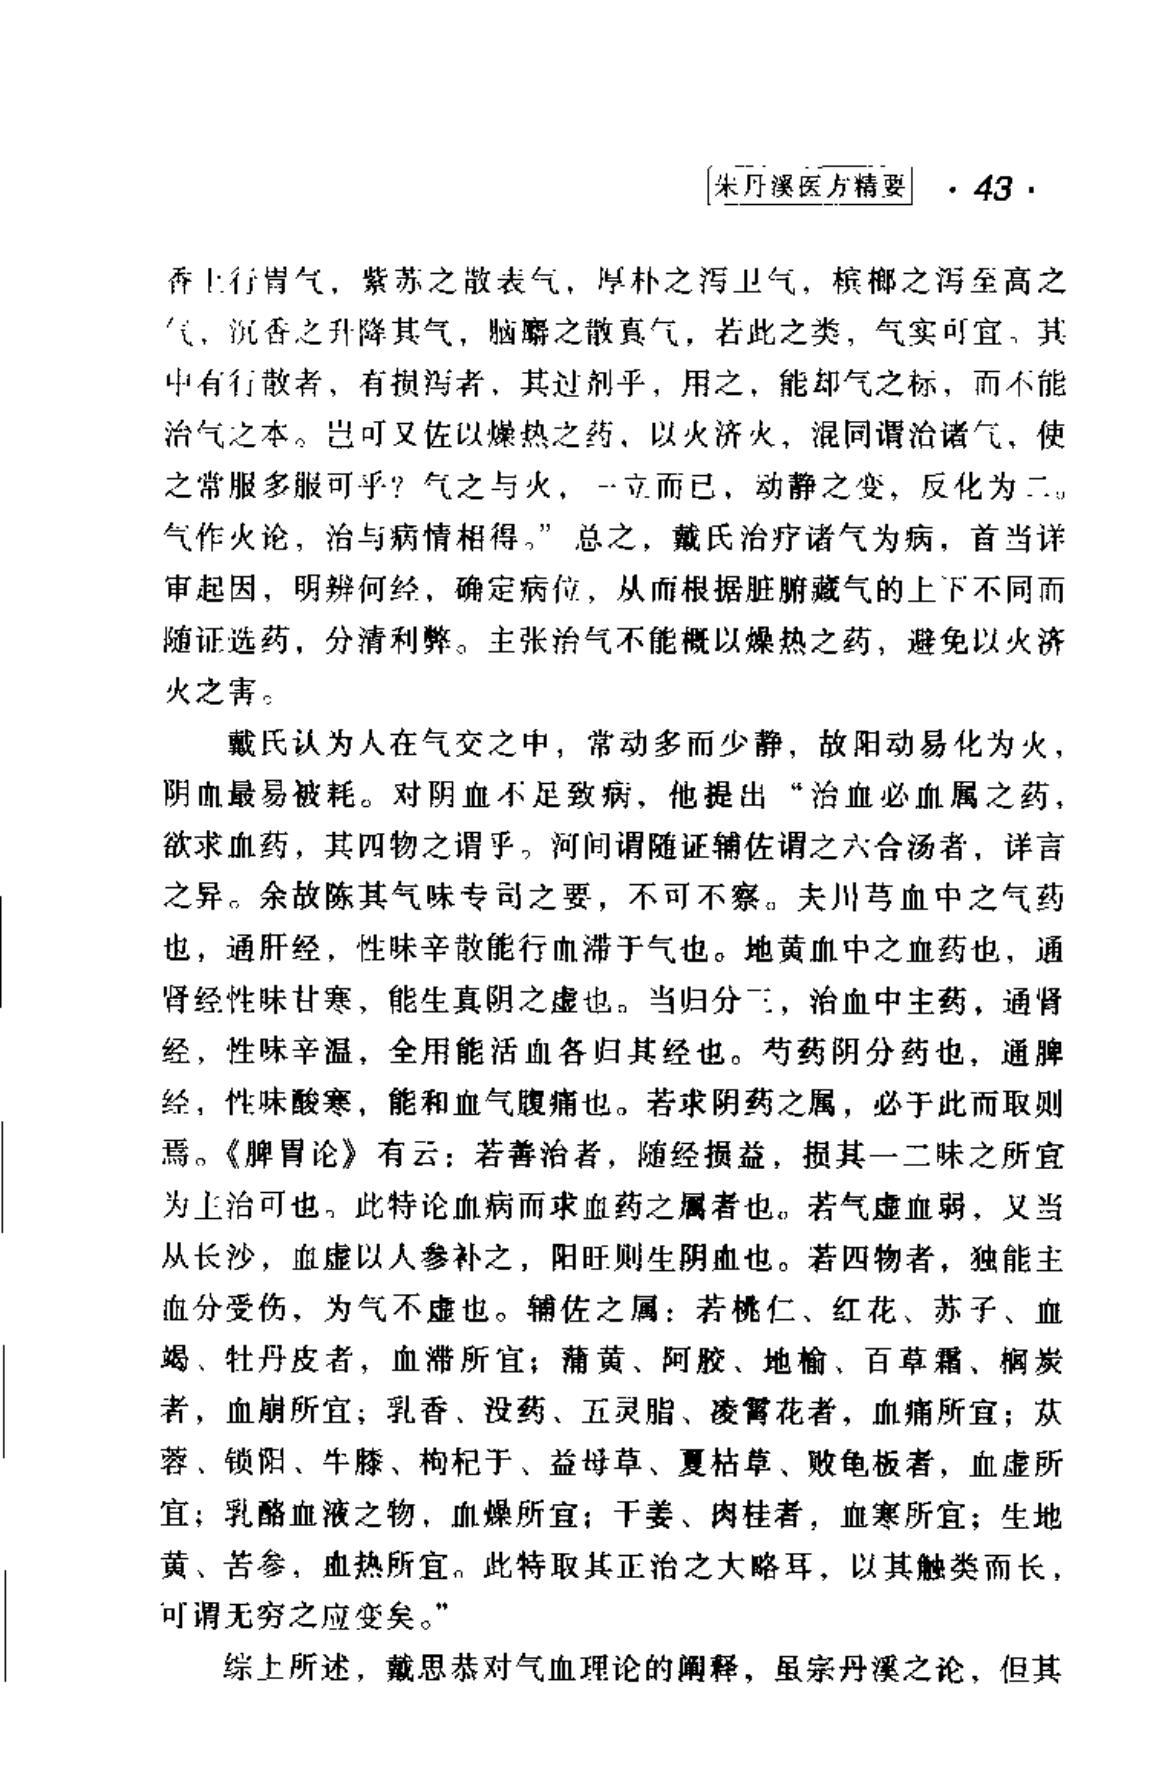 朱丹溪医方精要 · 43 ·
香上行胃气，紫苏之散表气，厚朴之泻卫气，槟榔之泻至高之
气，沉香之升降其气，脑麝之散真气，若此之类，气实可宜。其
中有行散者，有损泻者，其过剂乎，用之，能却气之标，而不能
治气之本。岂可又佐以燥热之药，以火济火，混同谓治诸气，使
之常服多服可乎？气之与火，一立而已，动静之变，反化为二。
气作火论，治与病情相得。”总之，戴氏治疗诸气为病，首当详
审起因，明辨何经，确定病位，从而根据脏腑藏气的上下不同而
随证选药，分清利弊。主张治气不能概以燥热之药，避免以火济
火之害。
戴氏认为人在气交之中，常动多而少静，故阳动易化为火，
阴血最易被耗。对阴血不足致病，他提出“治血必血属之药，
欲求血药，其四物之谓乎。河间谓随证辅佐谓之六合汤者，详言
之异。余故陈其气味专司之要，不可不察。夫川芎血中之气药
也，通肝经，性味辛散能行血滞于气也。地黄血中之血药也，通
肾经性味甘寒、能生真阴之虚也。当归分三，治血中主药，通肾
经，性味辛温，全用能活血各归其经也。芍药阴分药也，通脾
经，性味酸寒，能和血气腹痛也。若求阴药之属，必于此而取则
焉。《脾胃论》有云：若善治者，随经损益，损其一二味之所宜
为主治可也。此特论血病而求血药之属者也。若气虚血弱，又当
从长沙，血虚以人参补之，阳旺则生阴血也。若四物者，独能主
血分受伤，为气不虚也。辅佐之属：若桃仁、红花、苏子、血
竭、牡丹皮者，血滞所宜；蒲黄、阿胶、地榆、百草霜、榈炭
者，血崩所宜；乳香、没药、五灵脂、凌霄花者，血痛所宜；苁
蓉、锁阳、牛膝、枸杞子、益母草、夏枯草、败龟板者，血虚所
宜；乳酪血液之物，血燥所宜；干姜、肉桂者，血寒所宜；生地
黄、苦参，血热所宜。此特取其正治之大略耳，以其触类而长，
可谓无穷之应变矣。”
综上所述，戴思恭对气血理论的阐释，虽宗丹溪之论，但其